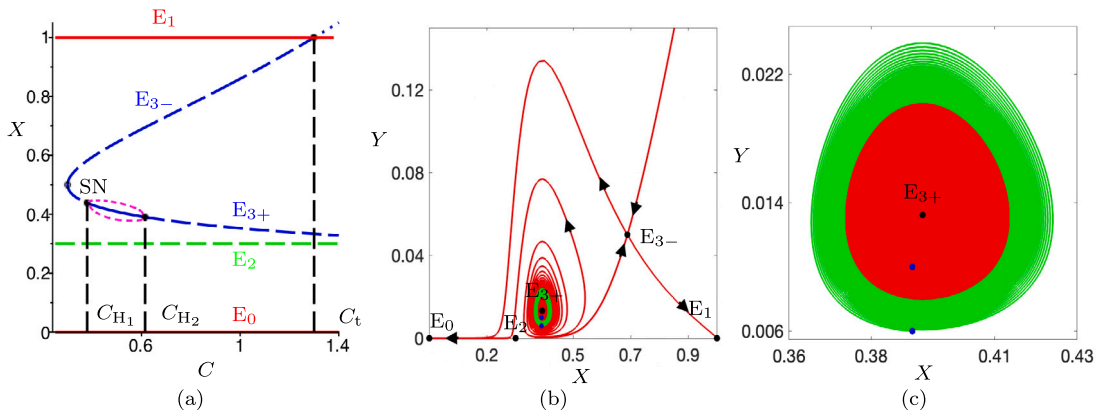 E1
1
0.8
0.6
0.4
0.2
0
X
E3−
SN
E3+
E2
E0
CH1
CH2
Ct
0.6
1
1.4
C
(a)
0.12
0.08
0.04
0
Y
E3−
E3+
E0
E2
E1
0.2
0.5
0.7
0.9
X
(b)
0.022
0.014
0.006
Y
E3+
0.36
0.38
0.41
0.43
X
(c)